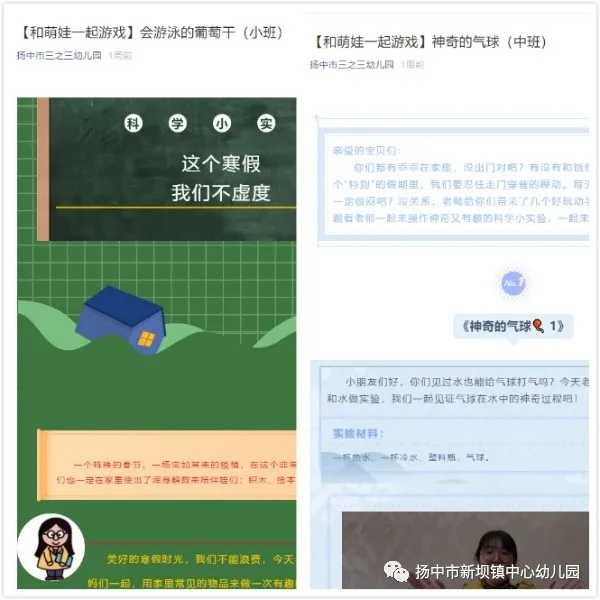 【和萌娃一起游戏】会游泳的葡萄干（小班）
扬中市三之三幼儿园 1周前
科 学 小 实
这个寒假
我们不虚度
一个特殊的春节，一场突如其来的疫情，在这个非常
们也一定在家里使出了浑身解数来陪伴娃们；积木、绘本
美好的寒假时光，我们不能浪费，今天
妈们一起，用家里常见的物品来做一次有趣
【和萌娃一起游戏】神奇的气球（中班）
扬中市三之三幼儿园 1周前
亲爱的宝贝们：
你们都有乖乖在家里，没出门对吧？有没有和爸
个“特别”的假期里，我们要忍住走门穿巷的躁动。每天
一定很闷吧？没关系，老师给你们带来了几个好玩动
跟着老师一起来操作神奇又有趣的科学小实验，一起来
No.1
《神奇的气球 1》
小朋友们好，你们见过水也能给气球打气吗？今天老
和水做实验，我们一起见证气球在水中的神奇过程吧！
实验材料：
一杯热水、一杯冷水、塑料瓶、气球。
扬中市新坝镇中心幼儿园